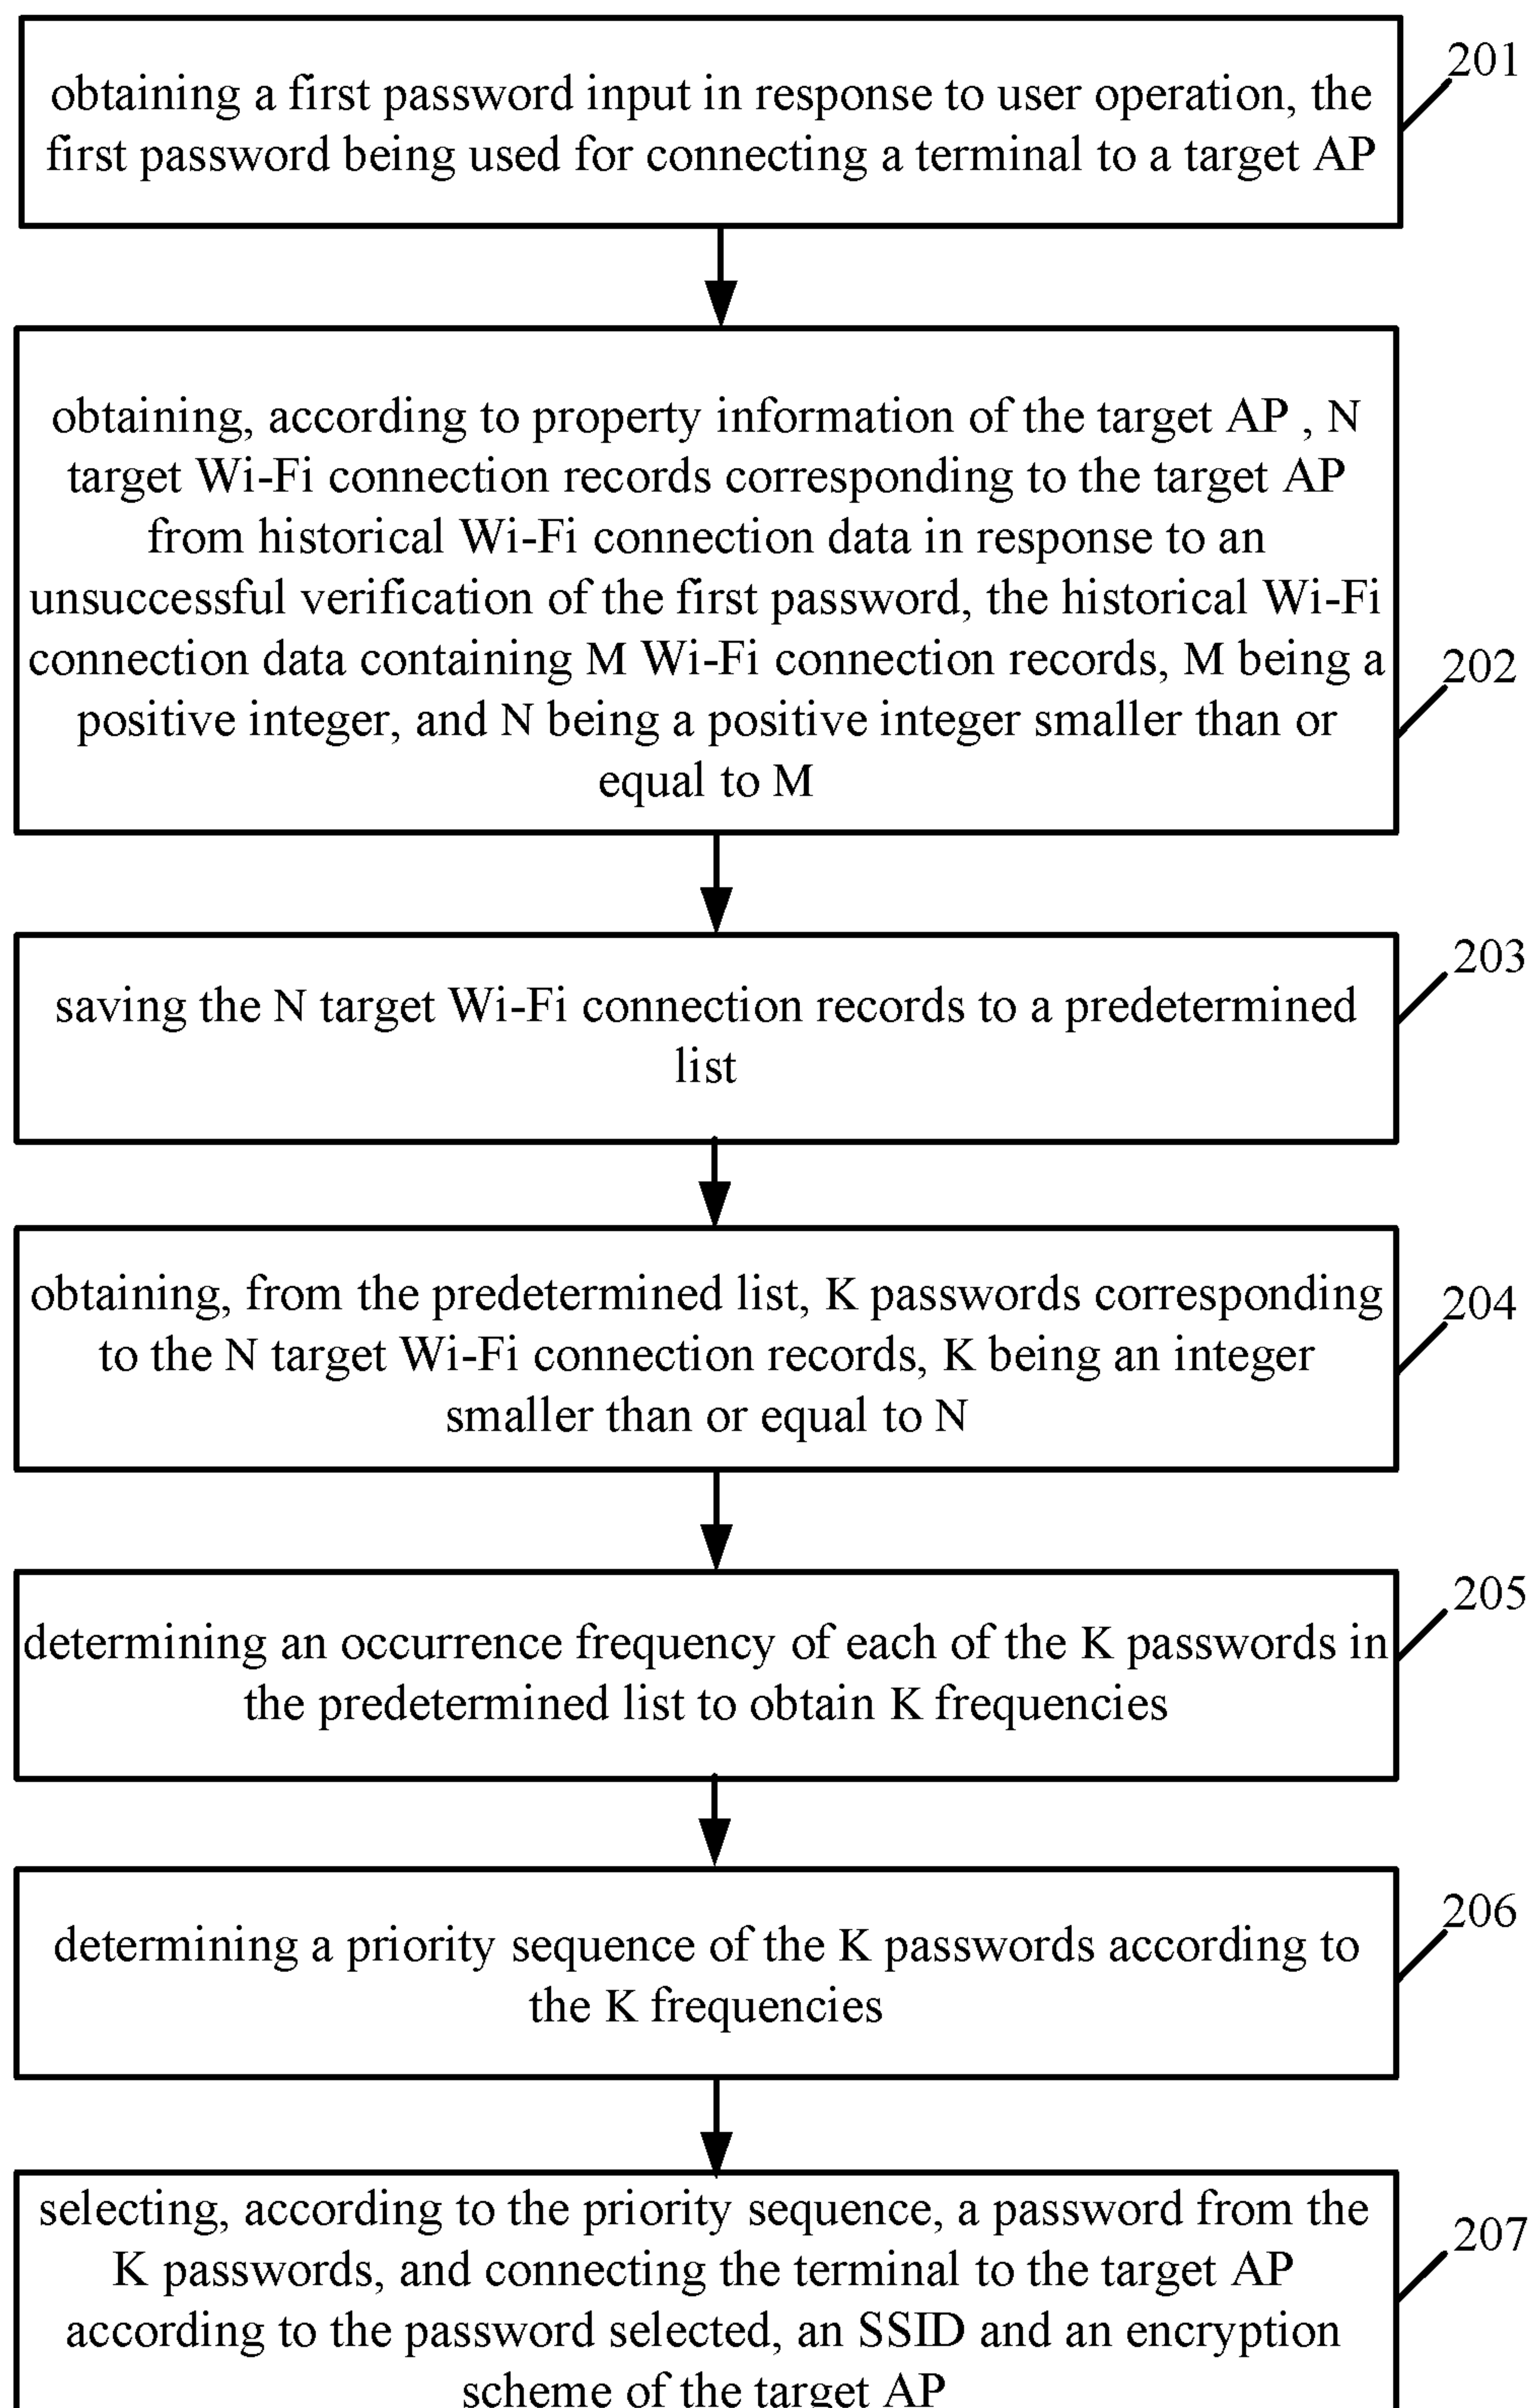 obtaining a first password input in response to user operation, the
first password being used for connecting a terminal to a target AP
201
obtaining, according to property information of the target AP , N
target Wi-Fi connection records corresponding to the target AP
from historical Wi-Fi connection data in response to an
unsuccessful verification of the first password, the historical Wi-Fi
connection data containing M Wi-Fi connection records, M being a
positive integer, and N being a positive integer smaller than or
equal to M
202
saving the N target Wi-Fi connection records to a predetermined
list
203
obtaining, from the predetermined list, K passwords corresponding
to the N target Wi-Fi connection records, K being an integer
smaller than or equal to N
204
determining an occurrence frequency of each of the K passwords in
the predetermined list to obtain K frequencies
205
determining a priority sequence of the K passwords according to
the K frequencies
206
selecting, according to the priority sequence, a password from the
K passwords, and connecting the terminal to the target AP
according to the password selected, an SSID and an encryption
scheme of the target AP
207